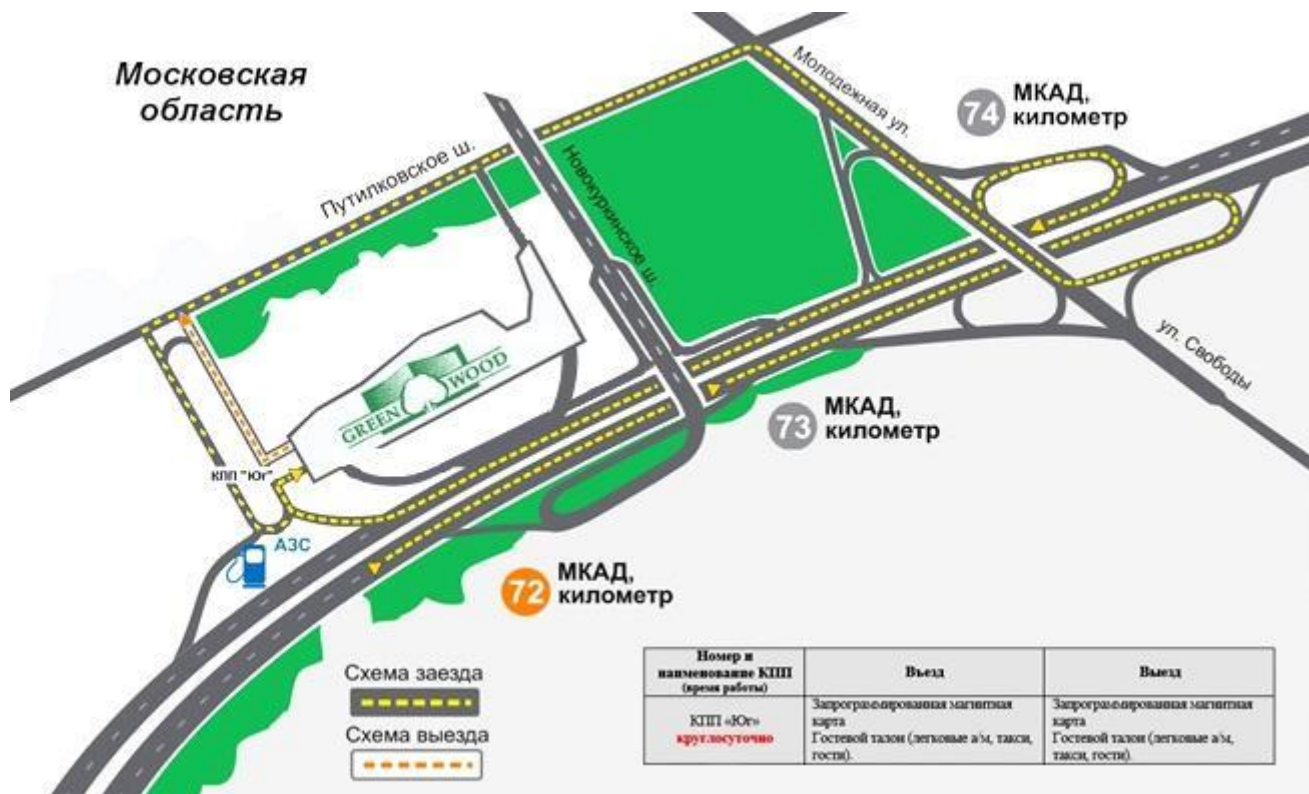 Московская
область
Путилковское ш.
Новокуркинское ш.
Молодежная ул.
74
МКАД,
километр
ул. Свободы
GREEN WOOD
73
МКАД,
километр
КПП "Юг"
АЗС
72
МКАД,
километр
Схема заезда
Схема выезда
Номер и
наименование КПП
(время работы)
Въезд
Выезд
КПП «Юг»
круглосуточно
Запрограммированная магнитная
карта
Гостевой талон (легковые а/м, такси,
гости).
Запрограммированная магнитная
карта
Гостевой талон (легковые а/м,
такси, гости).